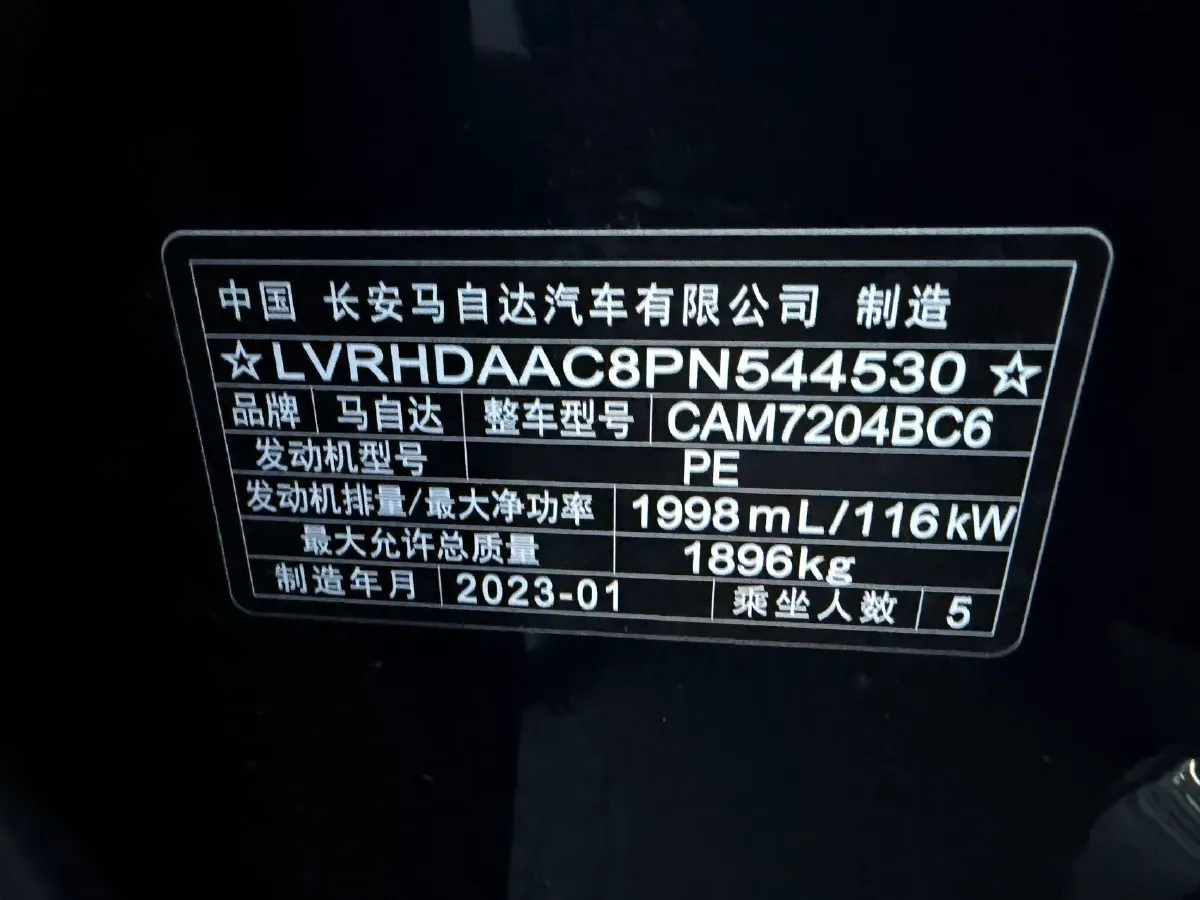 中国 长安马自达汽车有限公司 制造
☆LVRHDAAC8PN544530☆
品牌 马自达 整车型号 CAM7204BC6
发动机型号 PE
发动机排量/最大净功率 1998mL/116kW
最大允许总质量 1896kg
制造年月 2023-01 乘坐人数 5